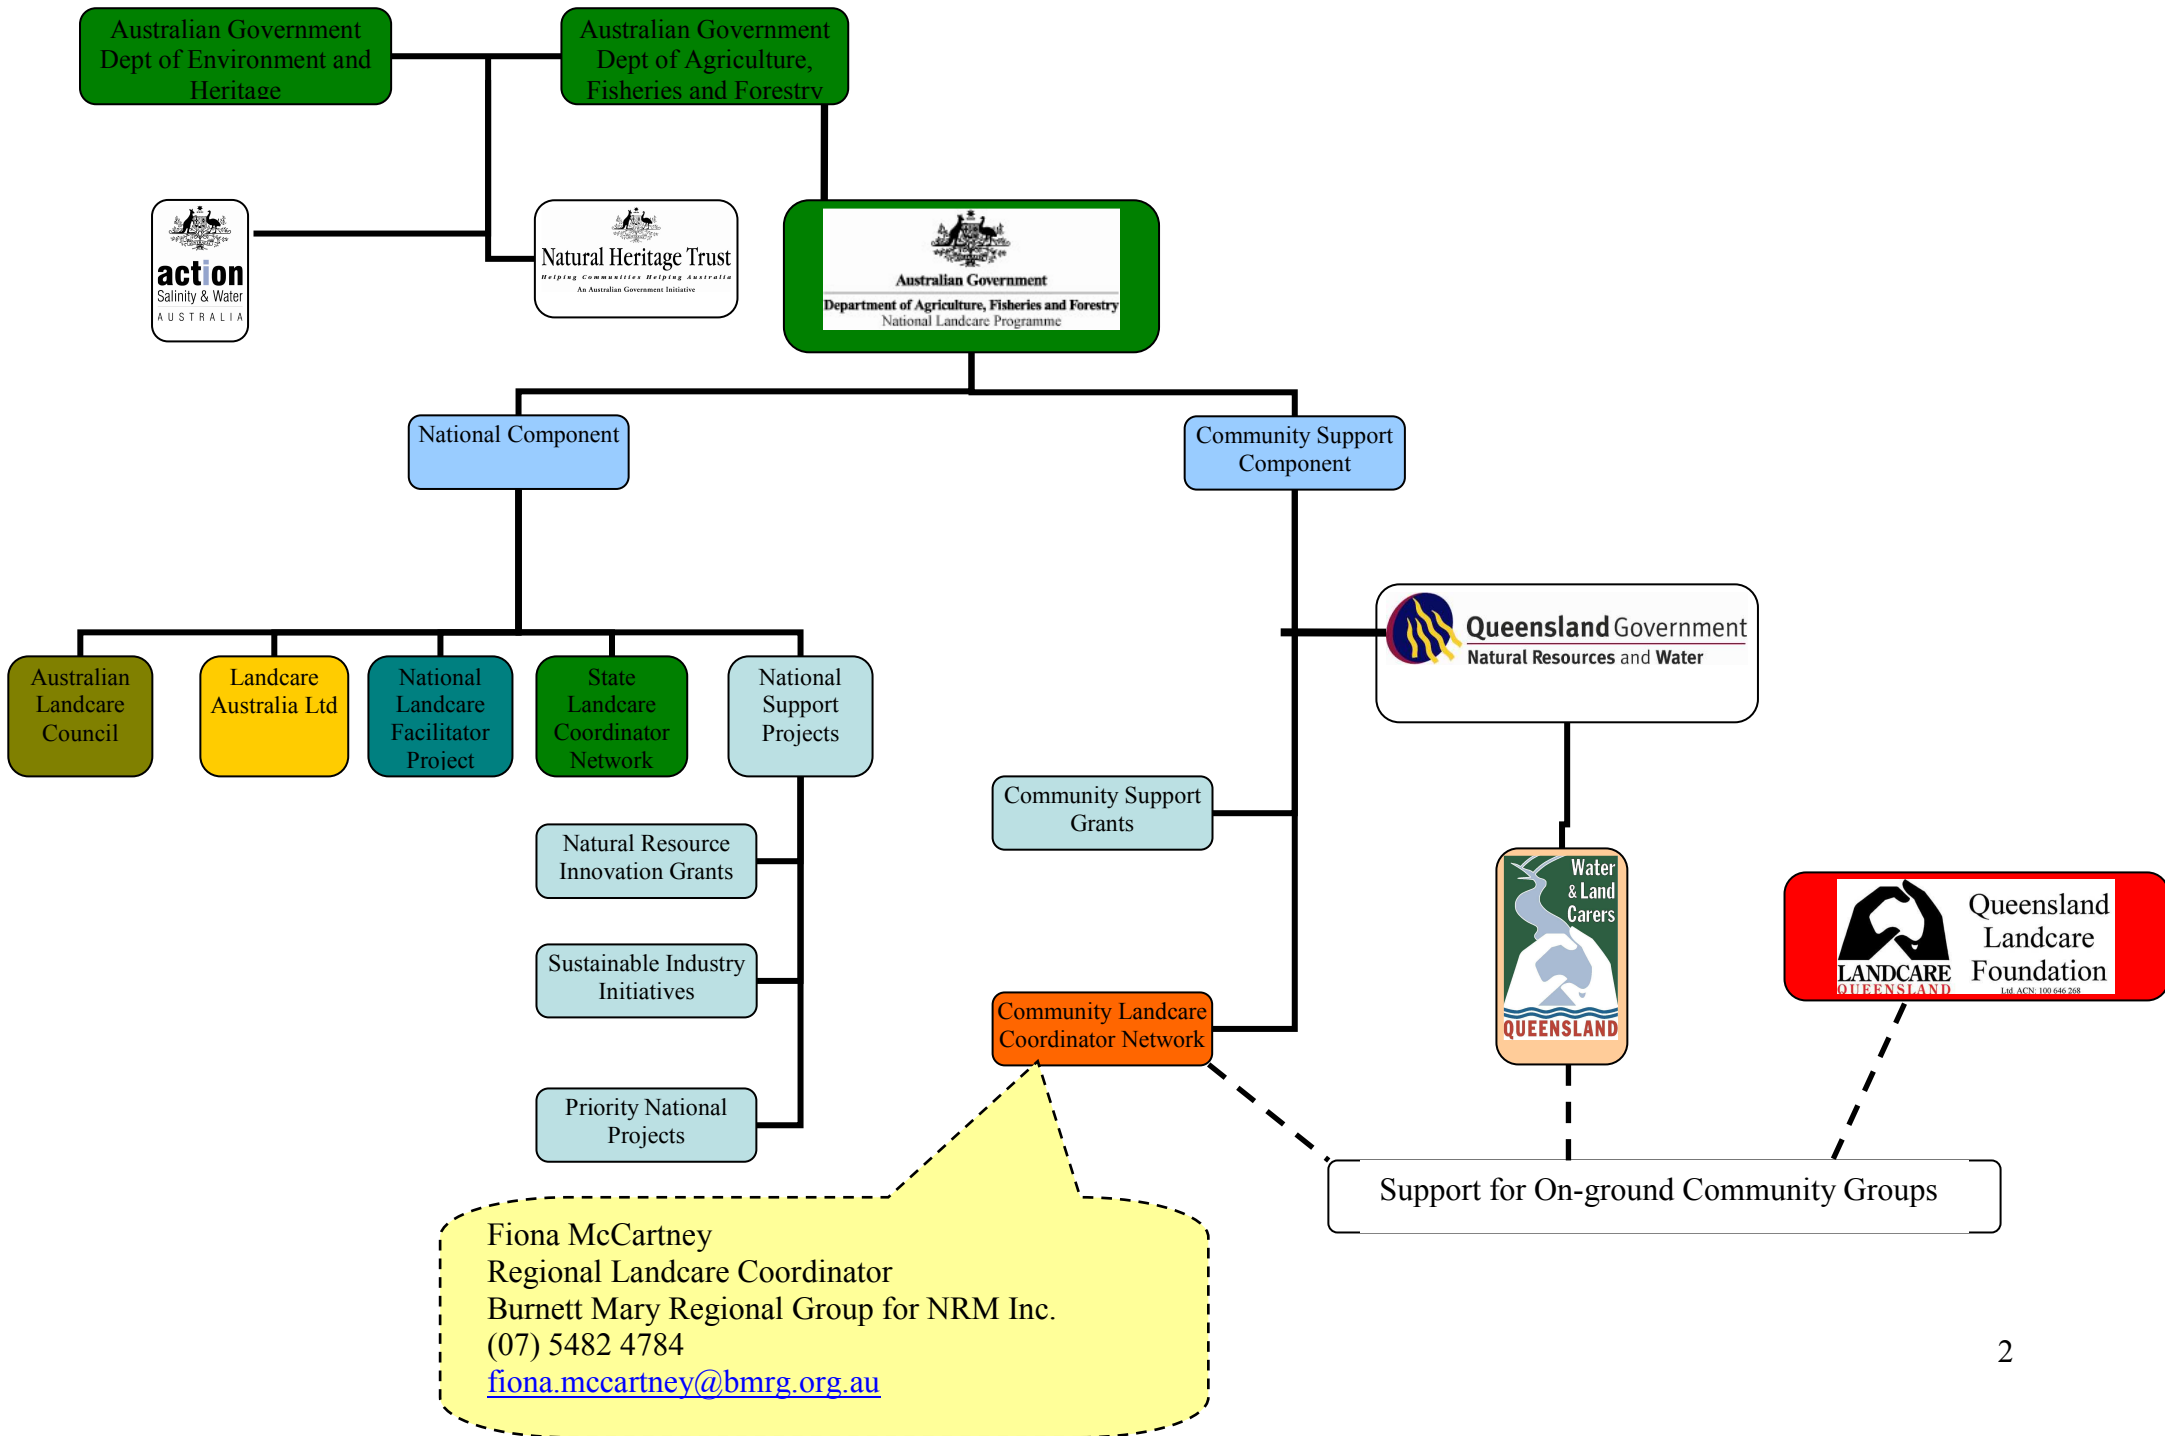 Australian Government
Dept of Environment and
Heritage
Australian Government
Dept of Agriculture,
Fisheries and Forestry
action
Salinity & Water
AUSTRALIA
Natural Heritage Trust
Helping Communities Helping Australia
An Australian Government Initiative
Australian Government
Department of Agriculture, Fisheries and Forestry
National Landcare Programme
National Component
Community Support
Component
Queensland Government
Natural Resources and Water
Australian
Landcare
Council
Landcare
Australia Ltd
National
Landcare
Facilitator
Project
State
Landcare
Coordinator
Network
National
Support
Projects
Community Support
Grants
Natural Resource
Innovation Grants
Sustainable Industry
Initiatives
Priority National
Projects
Community Landcare
Coordinator Network
Water
& Land
Carers
QUEENSLAND
LANDCARE
QUEENSLAND
Queensland
Landcare
Foundation
Ltd. ACN: 100 646 268
Support for On-ground Community Groups
Fiona McCartney
Regional Landcare Coordinator
Burnett Mary Regional Group for NRM Inc.
(07) 5482 4784
fiona.mccartney@bmrg.org.au
2